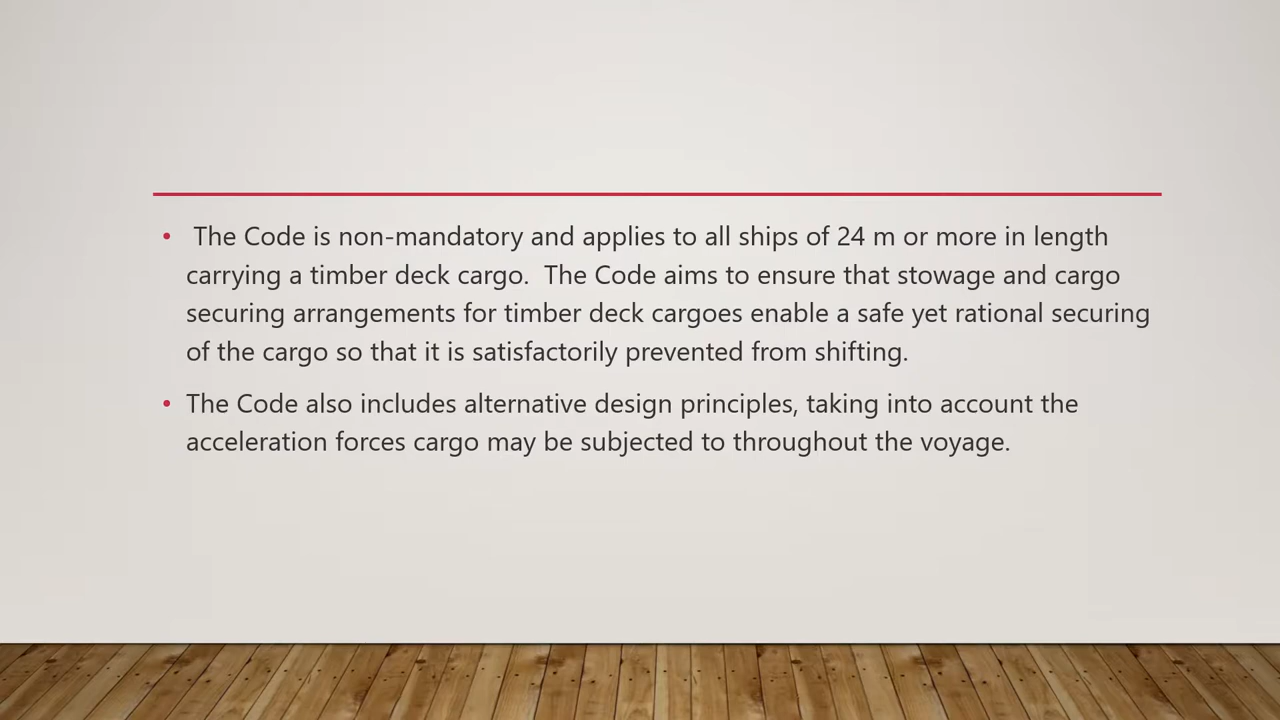 • The Code is non-mandatory and applies to all ships of 24 m or more in length
carrying a timber deck cargo.  The Code aims to ensure that stowage and cargo
securing arrangements for timber deck cargoes enable a safe yet rational securing
of the cargo so that it is satisfactorily prevented from shifting.
• The Code also includes alternative design principles, taking into account the
acceleration forces cargo may be subjected to throughout the voyage.